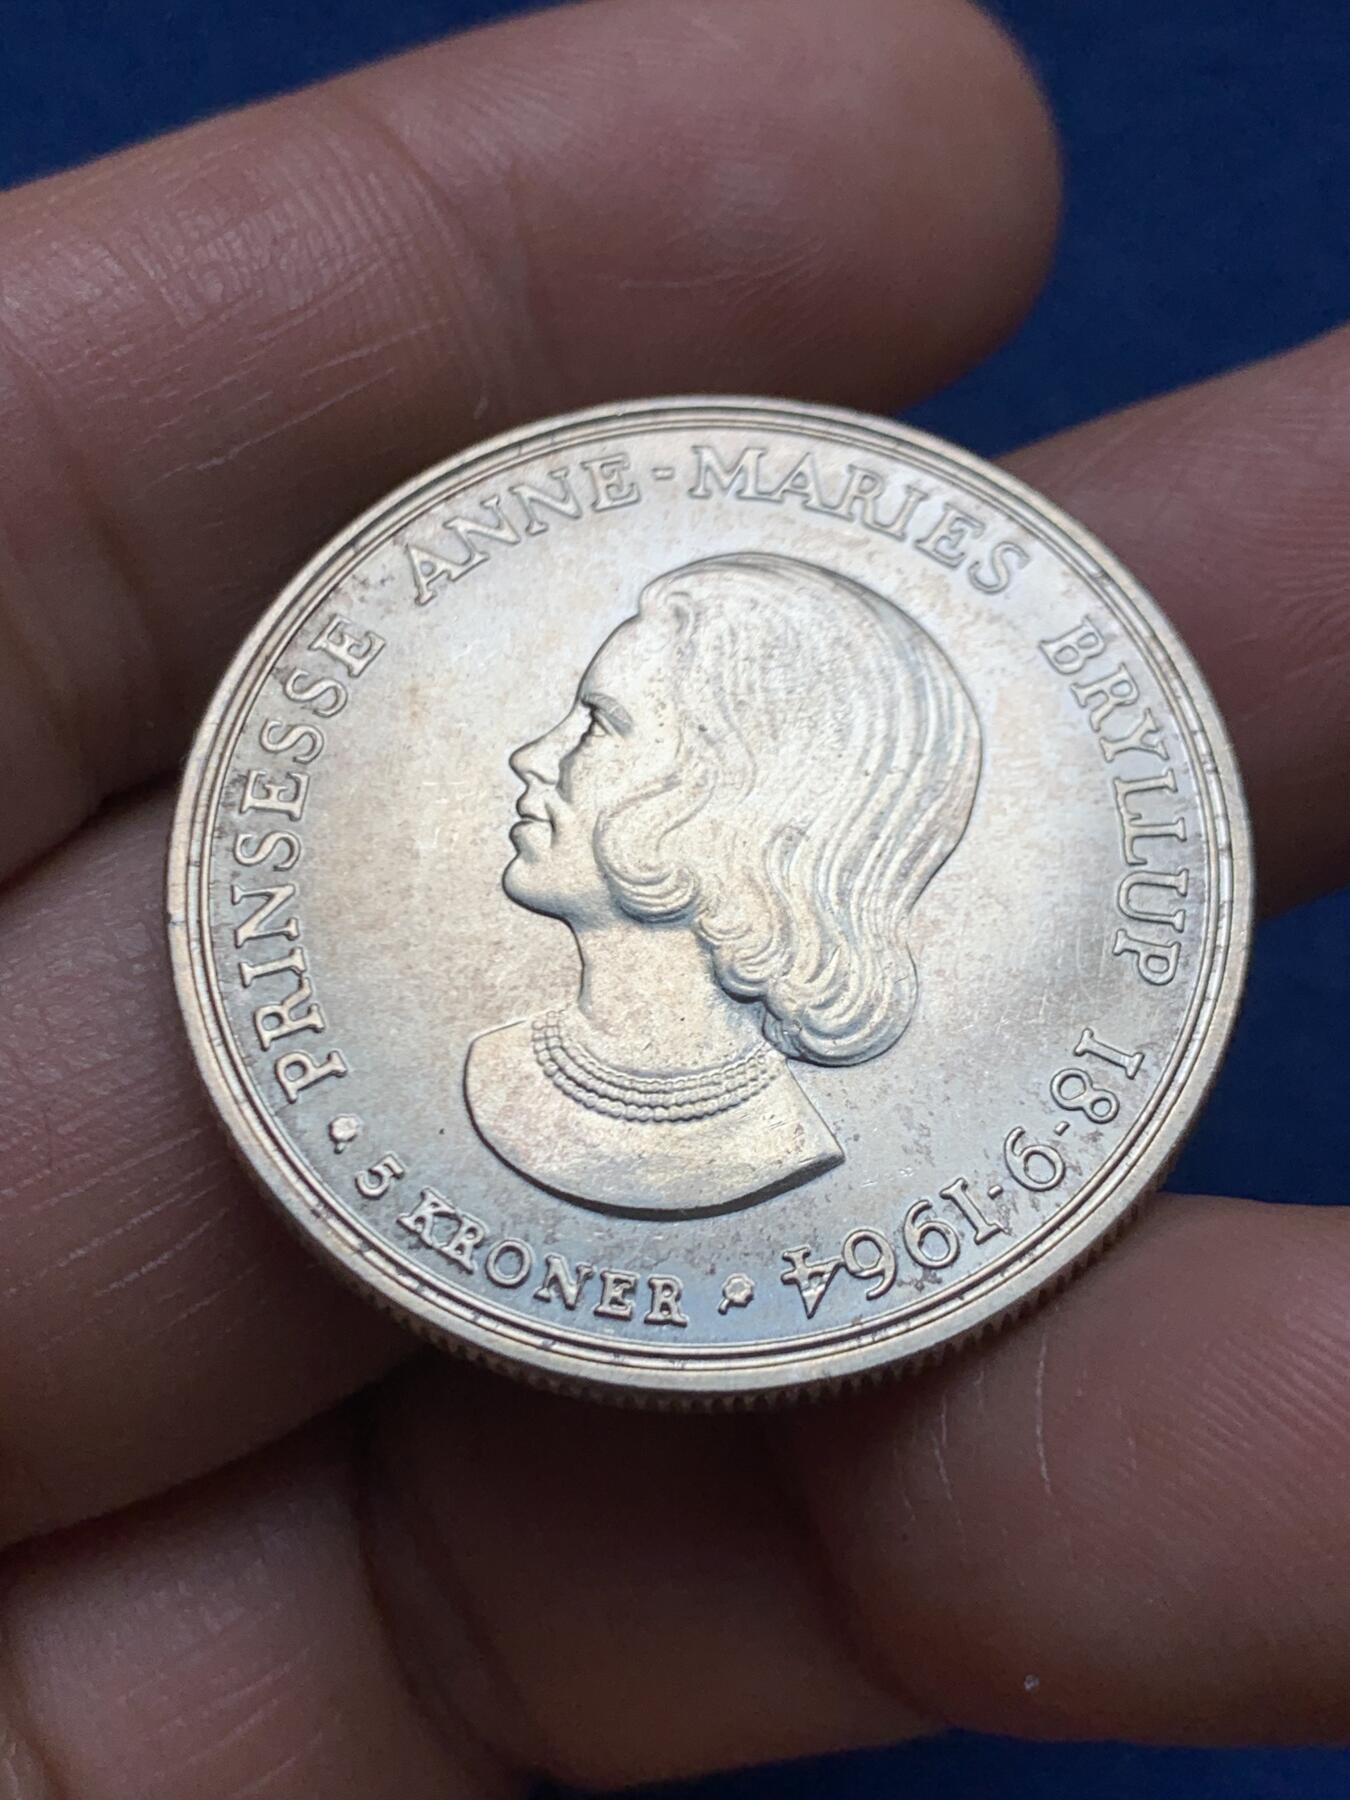 PRINSESSE ANNE-MARIES BRYLLUP 18-9-1964
5 KRONER